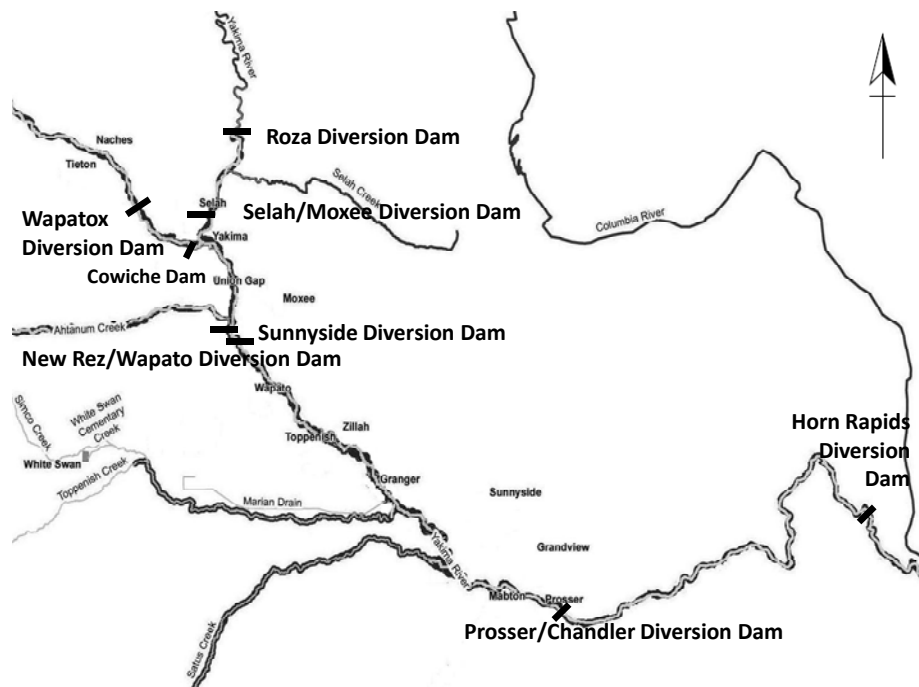 Yakima River
Roza Diversion Dam
Naches
Tieton
Selah Creek
Selah
Selah/Moxee Diversion Dam
Wapatox
Diversion Dam
Columbia River
Yakima
Cowiche Dam
Union Gap
Moxee
Ahtanum Creek
Sunnyside Diversion Dam
New Rez/Wapato Diversion Dam
Wapato
Simco Creek
White Swan
Cementary
Creek
White Swan
Toppenish Creek
Zillah
Toppenish
Horn Rapids
Diversion
Dam
Granger
Marian Drain
Sunnyside
Yakima River
Grandview
Mabton
Prosser
Prosser/Chandler Diversion Dam
Satus Creek